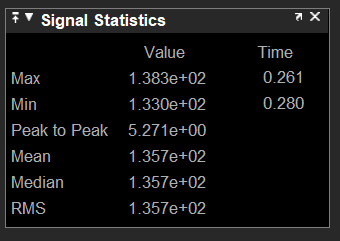 Signal Statistics
Value Time
Max 1.383e+02 0.261
Min 1.330e+02 0.280
Peak to Peak 5.271e+00
Mean 1.357e+02
Median 1.357e+02
RMS 1.357e+02